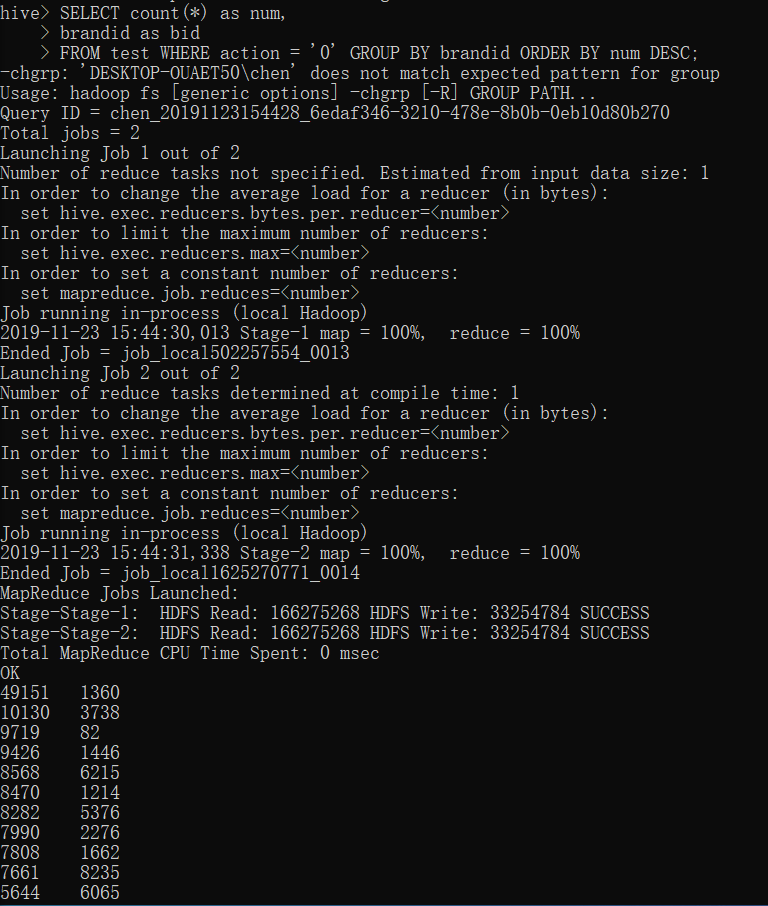 hive> SELECT count(*) as num,
    > brandid as bid
    > FROM test WHERE action = '0' GROUP BY brandid ORDER BY num DESC;
-chgrp: 'DESKTOP-OUAET50\chen' does not match expected pattern for group
Usage: hadoop fs [generic options] -chgrp [-R] GROUP PATH...
Query ID = chen_20191123154428_6edaf346-3210-478e-8b0b-0eb10d80b270
Total jobs = 2
Launching Job 1 out of 2
Number of reduce tasks not specified. Estimated from input data size: 1
In order to change the average load for a reducer (in bytes):
  set hive.exec.reducers.bytes.per.reducer=<number>
In order to limit the maximum number of reducers:
  set hive.exec.reducers.max=<number>
In order to set a constant number of reducers:
  set mapreduce.job.reduces=<number>
Job running in-process (local Hadoop)
2019-11-23 15:44:30,013 Stage-1 map = 100%,  reduce = 100%
Ended Job = job_local502257554_0013
Launching Job 2 out of 2
Number of reduce tasks determined at compile time: 1
In order to change the average load for a reducer (in bytes):
  set hive.exec.reducers.bytes.per.reducer=<number>
In order to limit the maximum number of reducers:
  set hive.exec.reducers.max=<number>
In order to set a constant number of reducers:
  set mapreduce.job.reduces=<number>
Job running in-process (local Hadoop)
2019-11-23 15:44:31,338 Stage-2 map = 100%,  reduce = 100%
Ended Job = job_local1625270771_0014
MapReduce Jobs Launched:
Stage-Stage-1:  HDFS Read: 166275268 HDFS Write: 33254784 SUCCESS
Stage-Stage-2:  HDFS Read: 166275268 HDFS Write: 33254784 SUCCESS
Total MapReduce CPU Time Spent: 0 msec
OK
49151   1360
10130   3738
9719    82
9426    1446
8568    6215
8470    1214
8282    5376
7990    2276
7808    1662
7661    8235
5644    6065